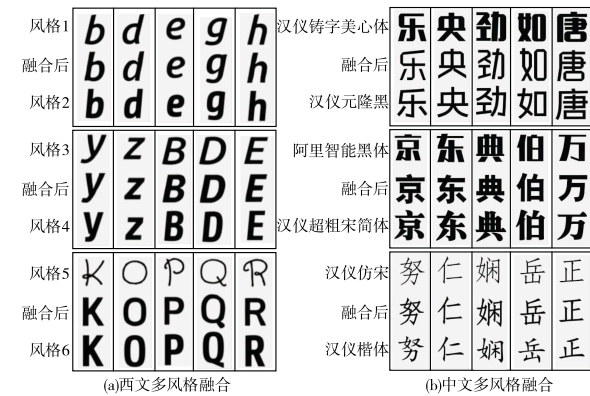 风格1 b d e g h 汉仪铸字美心体 乐 央 劲 如 唐
融合后 b d e g h 融合后 乐 央 劲 如 唐
风格2 b d e g h 汉仪元隆黑 乐 央 劲 如 唐
风格3 y z B D E 阿里智能黑体 京 东 典 伯 万
融合后 y z B D E 融合后 京 东 典 伯 万
风格4 y z B D E 汉仪超粗宋简体 京 东 典 伯 万
风格5 K O P Q R 汉仪仿宋 努 仁 娴 岳 正
融合后 K O P Q R 融合后 努 仁 娴 岳 正
风格6 K O P Q R 汉仪楷体 努 仁 娴 岳 正
(a)西文多风格融合 (b)中文多风格融合